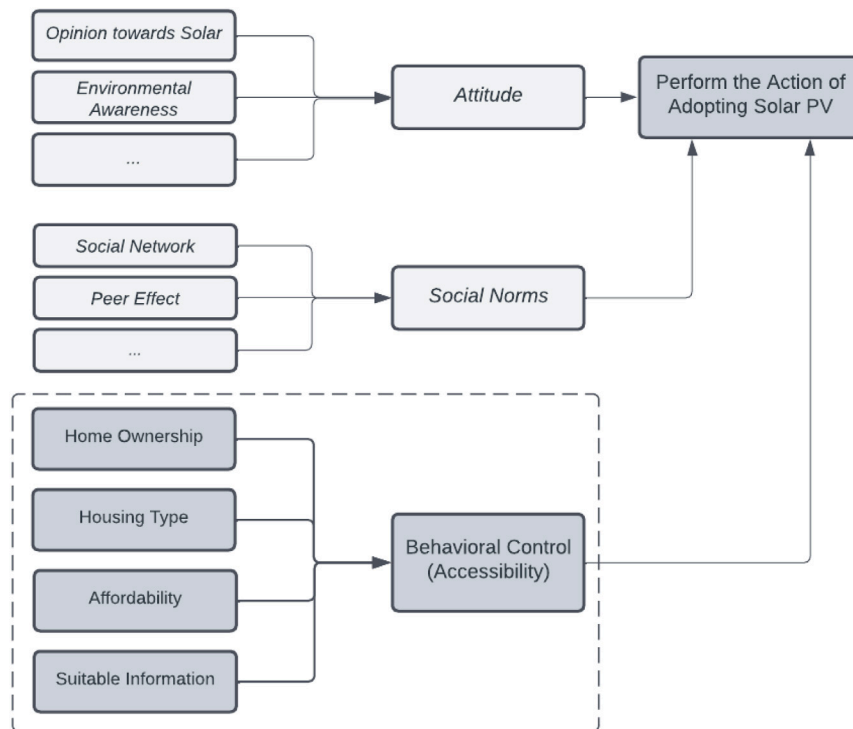 Opinion towards Solar
Environmental
Awareness
...
Attitude
Perform the Action of
Adopting Solar PV
Social Network
Peer Effect
...
Social Norms
Home Ownership
Housing Type
Affordability
Suitable Information
Behavioral Control
(Accessibility)